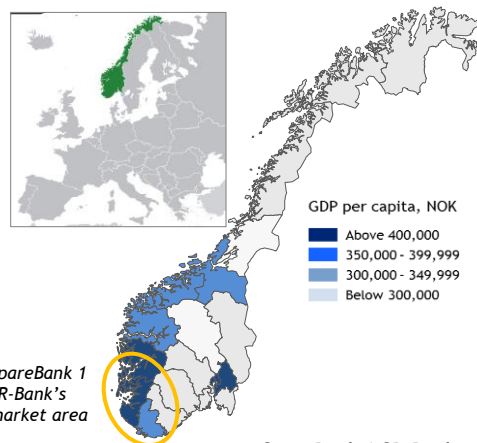 GDP per capita, NOK
Above 400,000
350,000 - 399,999
300,000 - 349,999
Below 300,000
pareBank 1
R-Bank's
market area